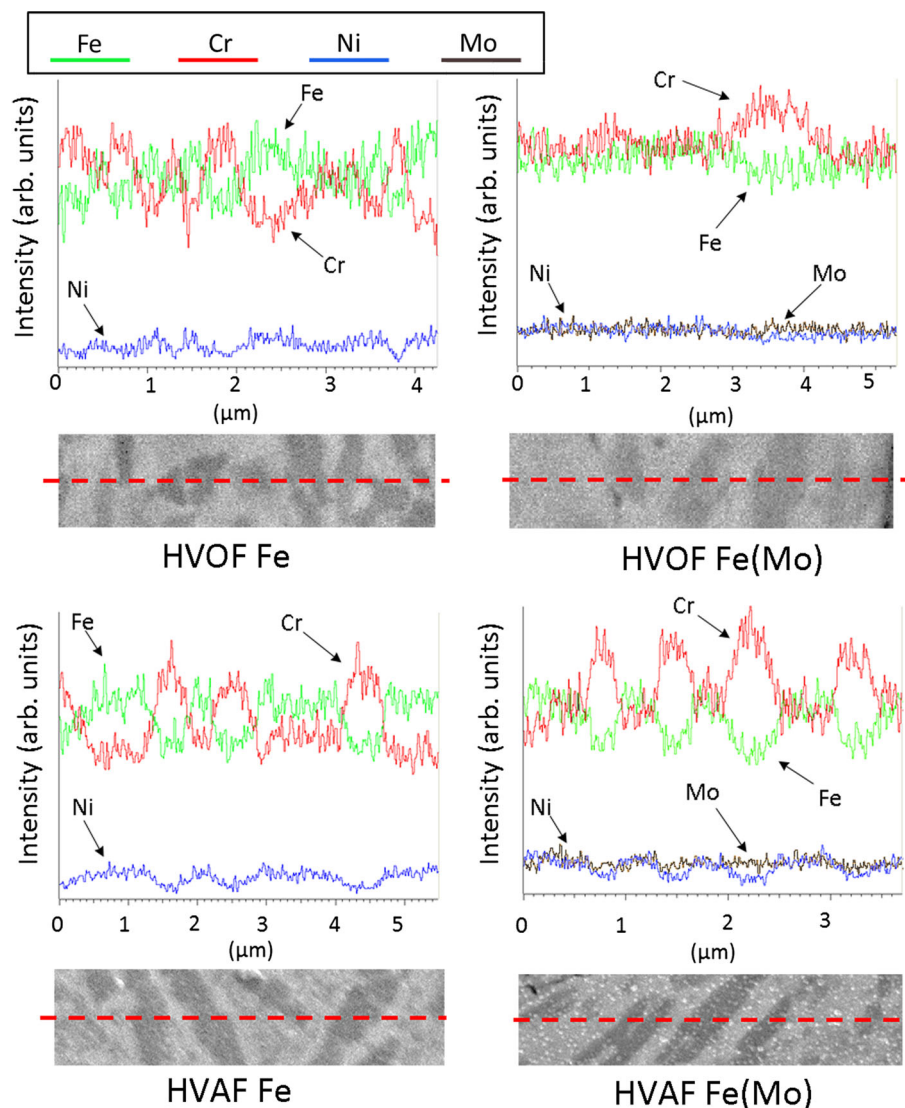 Fe Cr Ni Mo
Intensity (arb. units)
Fe
Cr
Ni
0 1 2 3 4
(µm)
HVOF Fe
Intensity (arb. units)
Cr
Fe
Ni
Mo
0 1 2 3 4 5
(µm)
HVOF Fe(Mo)
Intensity (arb. units)
Fe
Cr
Ni
0 1 2 3 4 5
(µm)
HVAF Fe
Intensity (arb. units)
Cr
Fe
Ni
Mo
0 1 2 3
(µm)
HVAF Fe(Mo)